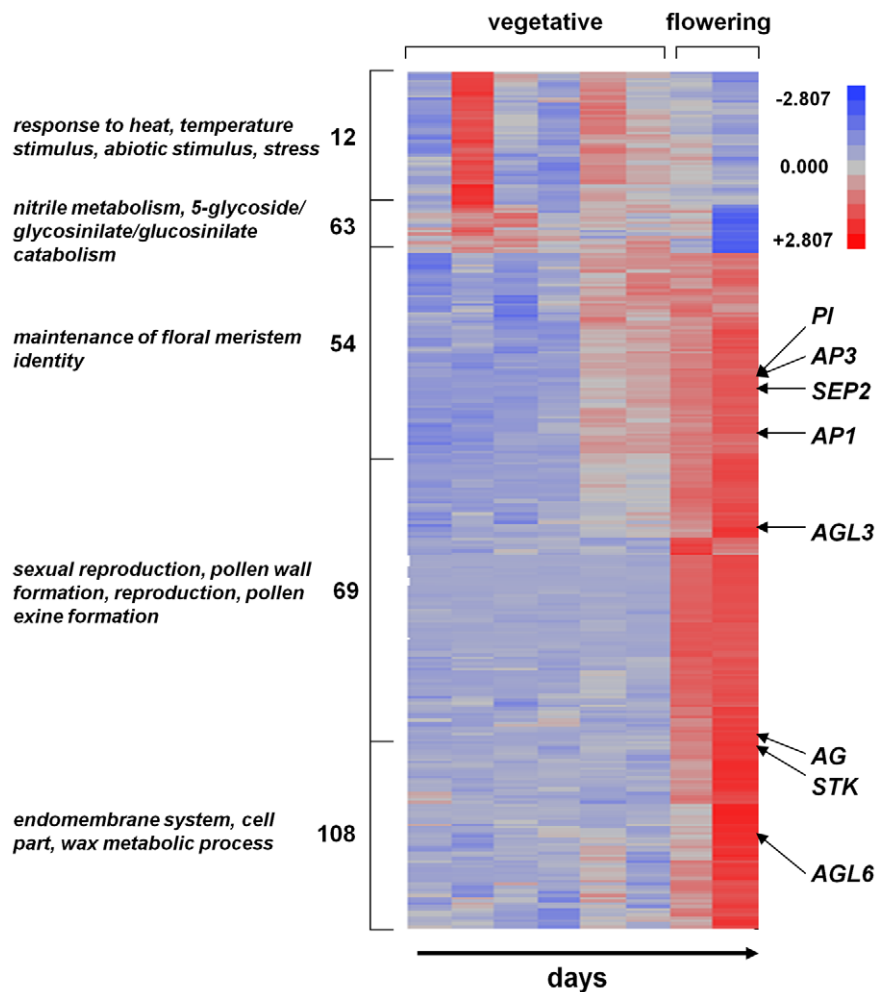 vegetative flowering
response to heat, temperature
stimulus, abiotic stimulus, stress
12
nitrile metabolism, 5-glycoside/
glycosinilate/glucosinilate
catabolism
63
maintenance of floral meristem
identity
54
sexual reproduction, pollen wall
formation, reproduction, pollen
exine formation
69
endomembrane system, cell
part, wax metabolic process
108
-2.807
0.000
+2.807
PI
AP3
SEP2
AP1
AGL3
AG
STK
AGL6
days